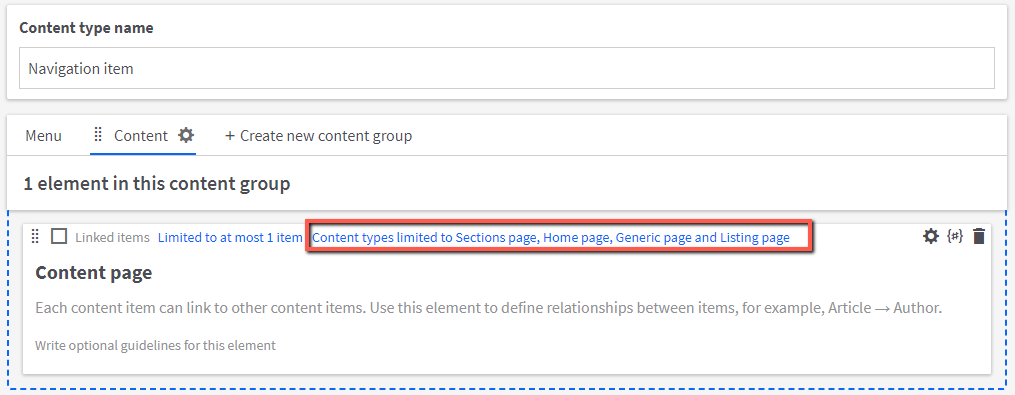 Content type name
Navigation item
Menu Content + Create new content group
1 element in this content group
Linked items Limited to at most 1 item Content types limited to Sections page, Home page, Generic page and Listing page {#}
Content page
Each content item can link to other content items. Use this element to define relationships between items, for example, Article → Author.
Write optional guidelines for this element